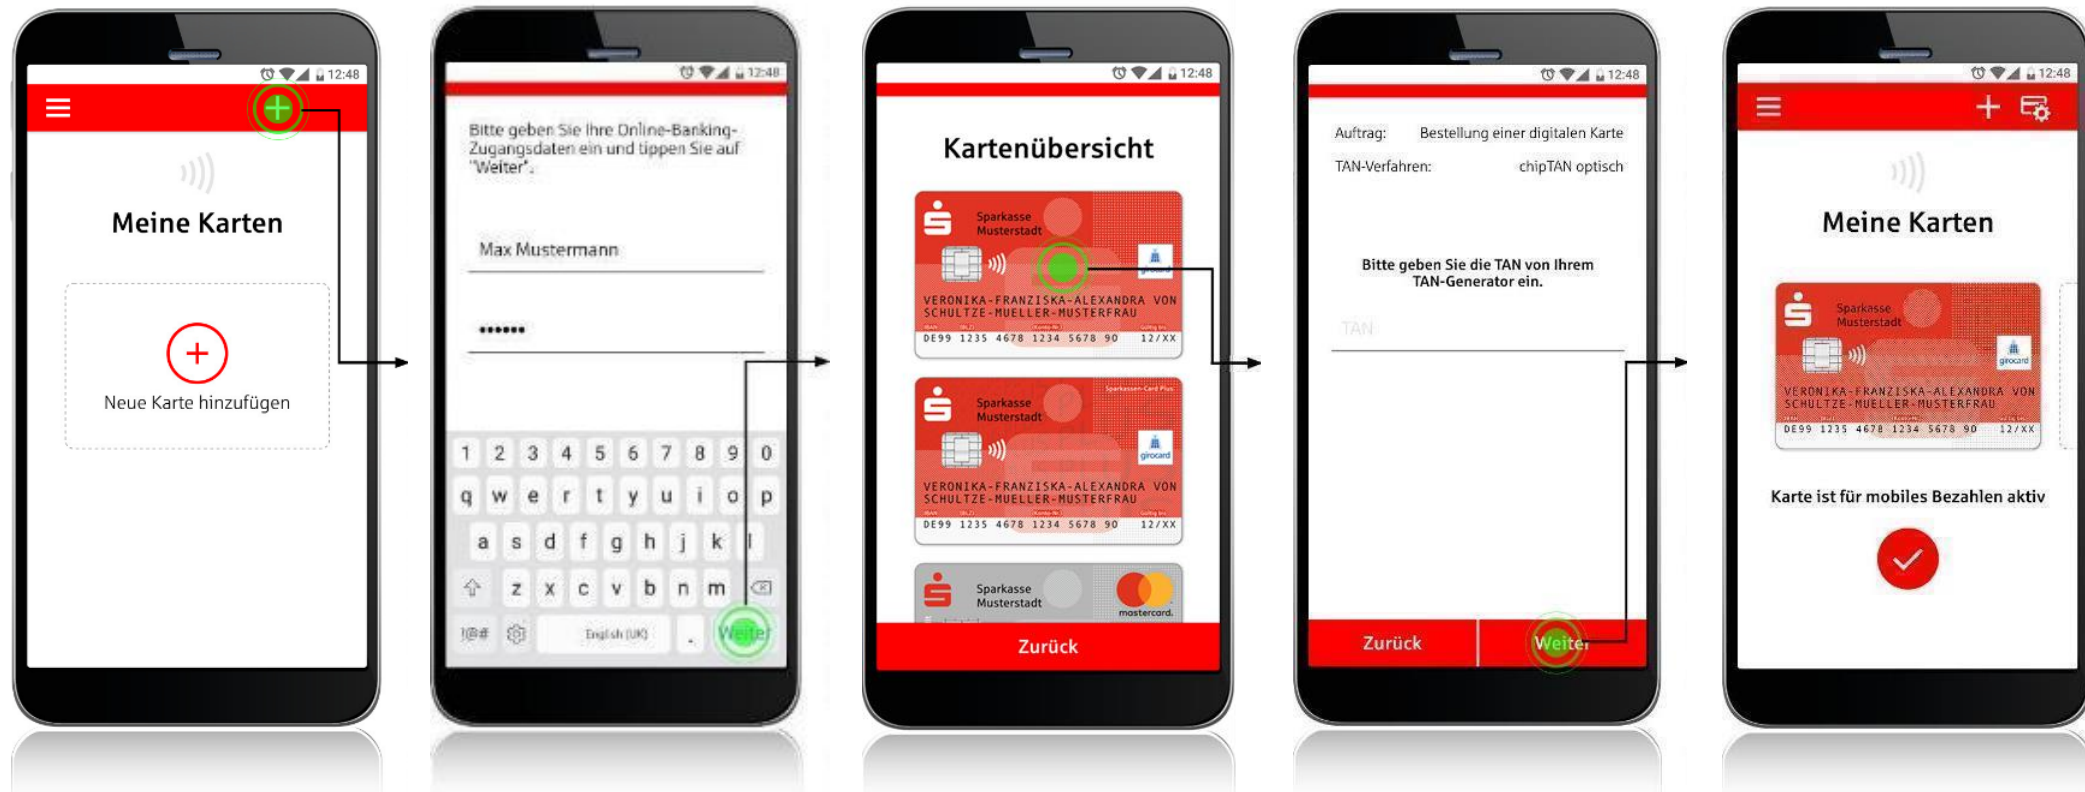 12:48
Meine Karten
Neue Karte hinzufügen
12:48
Bitte geben Sie Ihre Online-Banking-
Zugangsdaten ein und tippen Sie auf
"Weiter".
Max Mustermann
••••••
1 2 3 4 5 6 7 8 9 0
q w e r t y u i o p
a s d f g h j k l
z x c v b n m
!@# English (UK) . Weiter
12:48
Kartenübersicht
Sparkasse
Musterstadt
girocard
VERONIKA-FRANZISKA-ALEXANDRA VON
SCHULTZE-MUELLER-MUSTERFRAU
DE99 1235 4678 1234 5678 90 12/XX
Sparkassen-Card Plus
Sparkasse
Musterstadt
girocard
VERONIKA-FRANZISKA-ALEXANDRA VON
SCHULTZE-MUELLER-MUSTERFRAU
DE99 1235 4678 1234 5678 90 12/XX
Sparkasse
Musterstadt
mastercard.
Zurück
12:48
Auftrag: Bestellung einer digitalen Karte
TAN-Verfahren: chipTAN optisch
Bitte geben Sie die TAN von Ihrem
TAN-Generator ein.
TAN
Zurück Weiter
12:48
Meine Karten
Sparkasse
Musterstadt
girocard
VERONIKA-FRANZISKA-ALEXANDRA VON
SCHULTZE-MUELLER-MUSTERFRAU
DE99 1235 4678 1234 5678 90 12/XX
Karte ist für mobiles Bezahlen aktiv